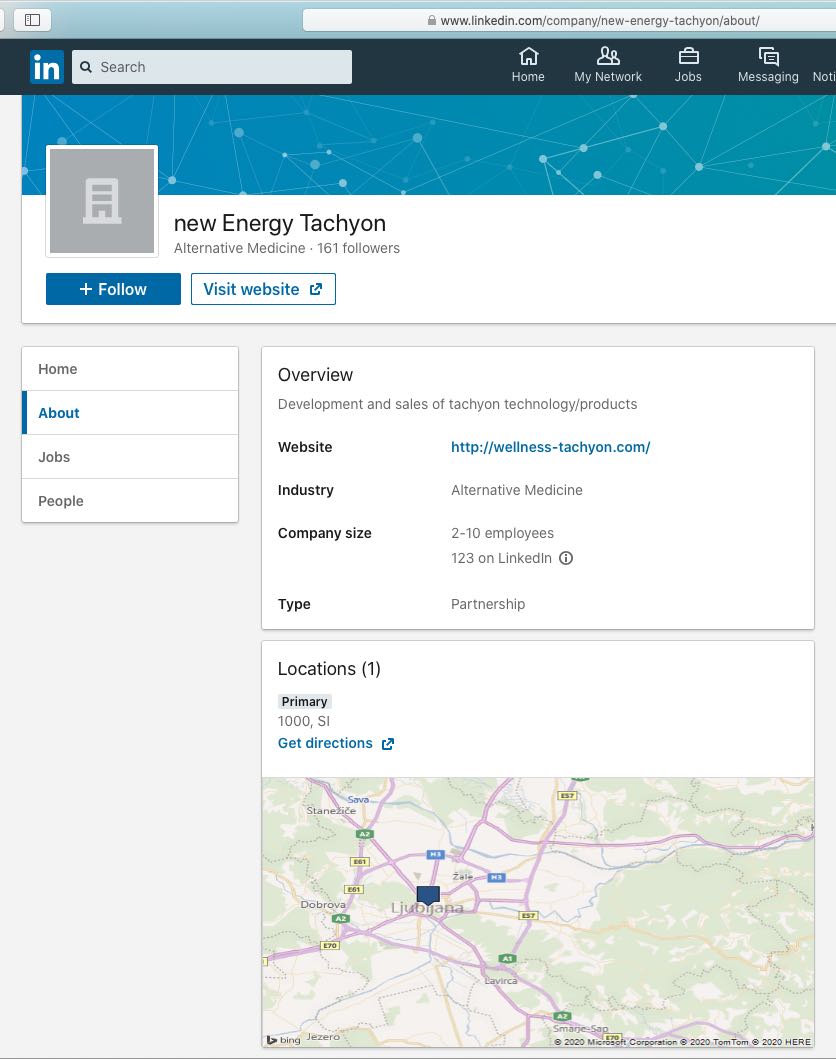 www.linkedin.com/company/new-energy-tachyon/about/
in
Search
Home
My Network
Jobs
Messaging
Noti
new Energy Tachyon
Alternative Medicine · 161 followers
+ Follow
Visit website
Home
About
Jobs
People
Overview
Development and sales of tachyon technology/products
Website
http://wellness-tachyon.com/
Industry
Alternative Medicine
Company size
2-10 employees
123 on LinkedIn
Type
Partnership
Locations (1)
Primary
1000, SI
Get directions
Sava
E57
Stanežiče
A2
H3
E61
Žale
H3
E61
Dobrova
Ljubljana
A2
E57
E70
A1
Lavirca
A2
Smarje-Sap
E70
bing
Jezero
© 2020 Microsoft Corporation © 2020 TomTom © 2020 HERE